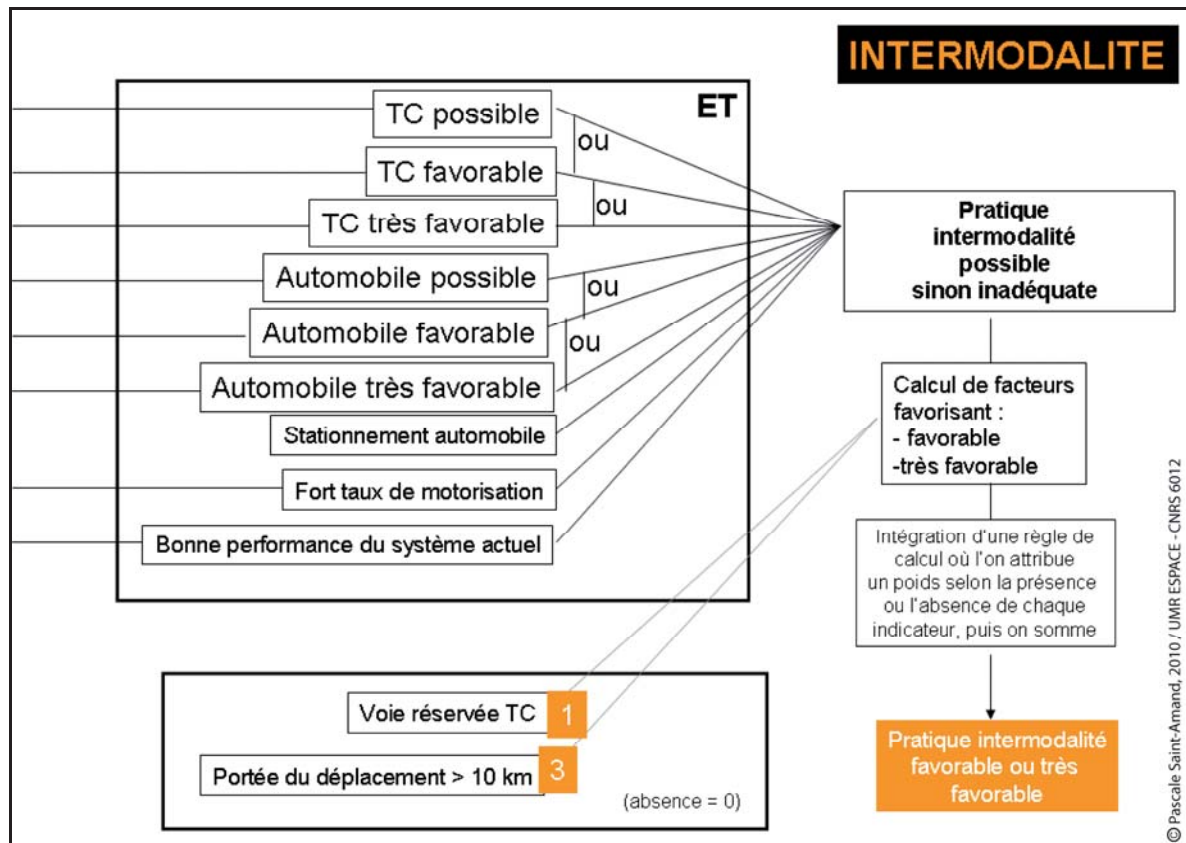 INTERMODALITE
ET
TC possible
ou
TC favorable
ou
TC très favorable
Automobile possible
ou
Automobile favorable
ou
Automobile très favorable
Stationnement automobile
Fort taux de motorisation
Bonne performance du système actuel
Pratique
intermodalité
possible
sinon inadéquate
Calcul de facteurs
favorisant :
- favorable
-très favorable
Intégration d'une règle de
calcul où l'on attribue
un poids selon la présence
ou l'absence de chaque
indicateur, puis on somme
Voie réservée TC 1
Portée du déplacement > 10 km 3
(absence = 0)
Pratique intermodalité
favorable ou très
favorable
© Pascale Saint-Amand, 2010 / UMR ESPACE - CNRS 6012